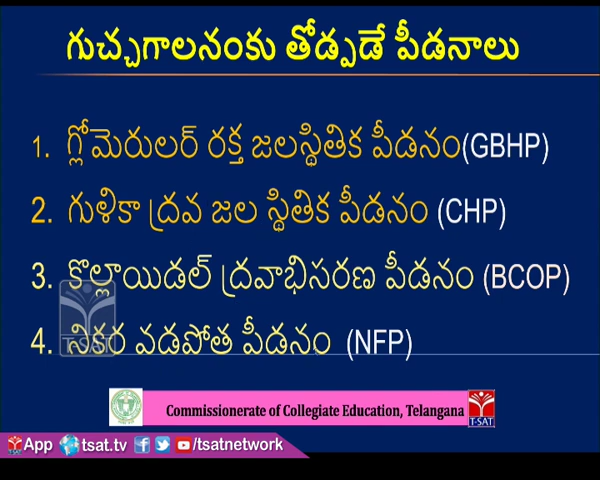 గుచ్ఛగాలనంకు తోడ్పడే పీడనాలు
1. గ్లోమెరులర్ రక్త జలస్థితిక పీడనం(GBHP)
2. గుళికా ద్రవ జల స్థితిక పీడనం (CHP)
3. కొల్లాయిడల్ ద్రవాభిసరణ పీడనం (BCOP)
4. నికర వడపోత పీడనం (NFP)
T-SAT
Commissionerate of Collegiate Education, Telangana
T-SAT
App tsat.tv /tsatnetwork